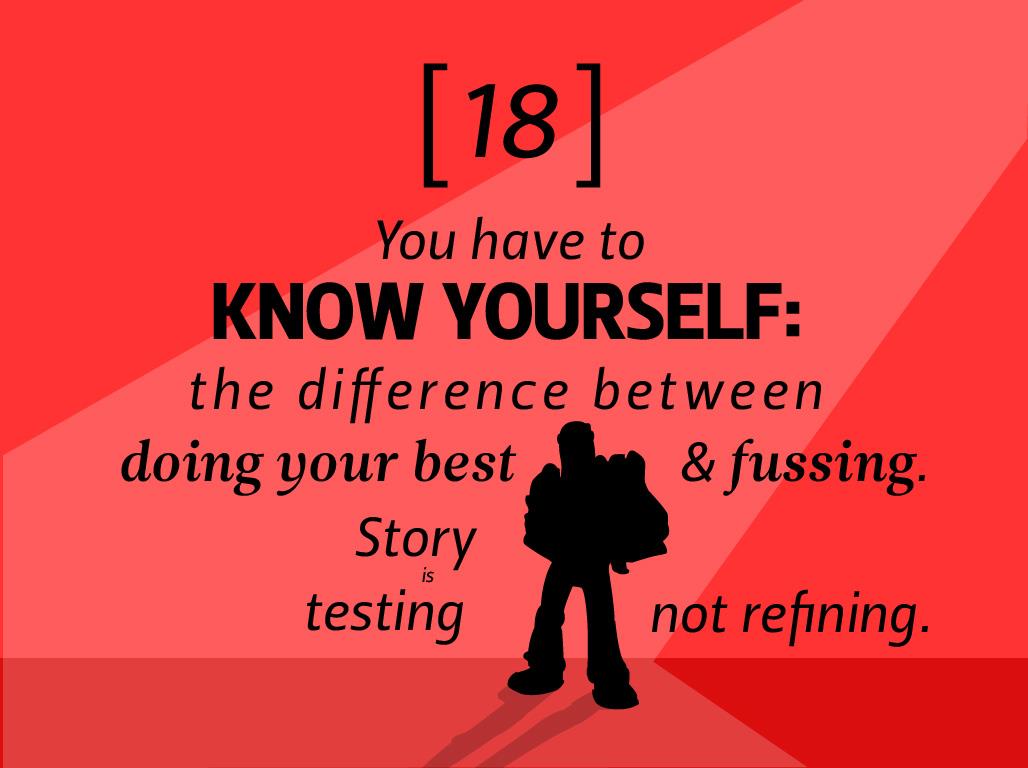 [18]
You have to
KNOW YOURSELF:
the difference between
doing your best & fussing.
Story
is
testing not refining.